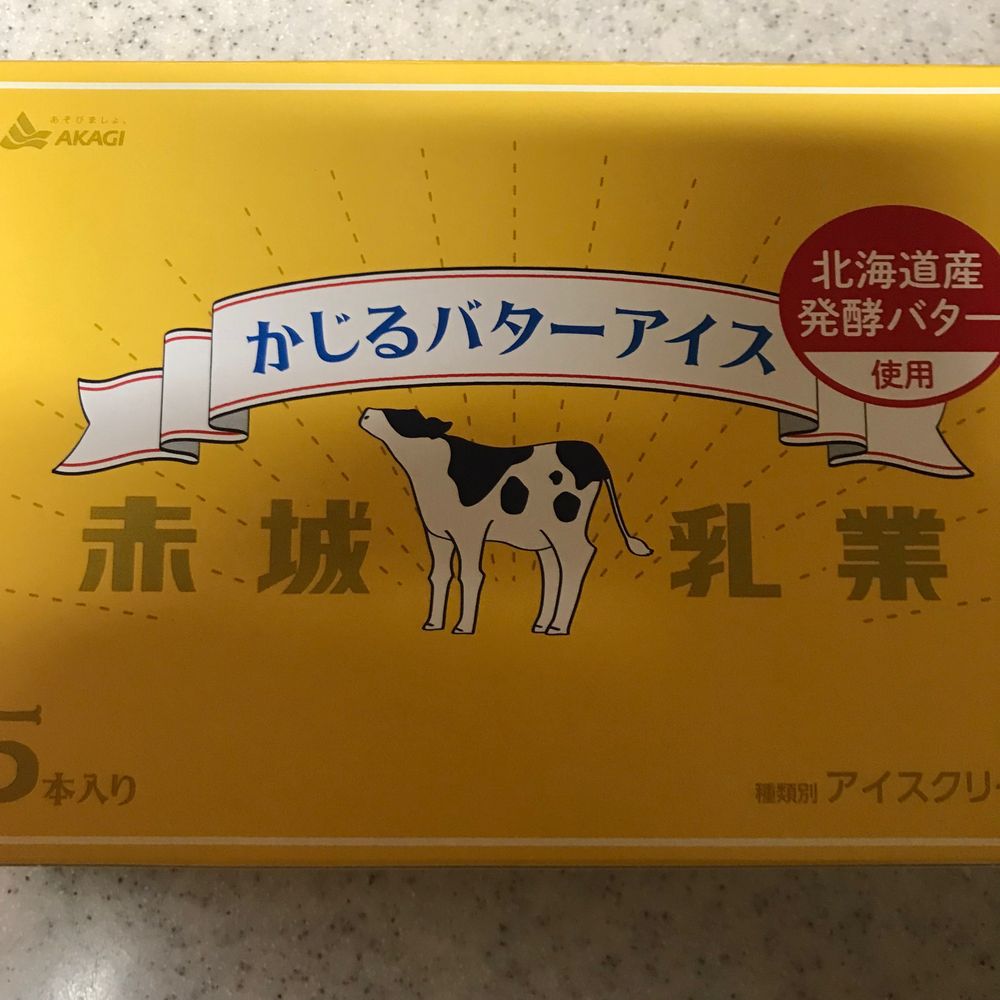 あそびましょ。
AKAGI
北海道産
発酵バター
使用
かじるバターアイス
赤城乳業
5本入り
種類別 アイスクリー